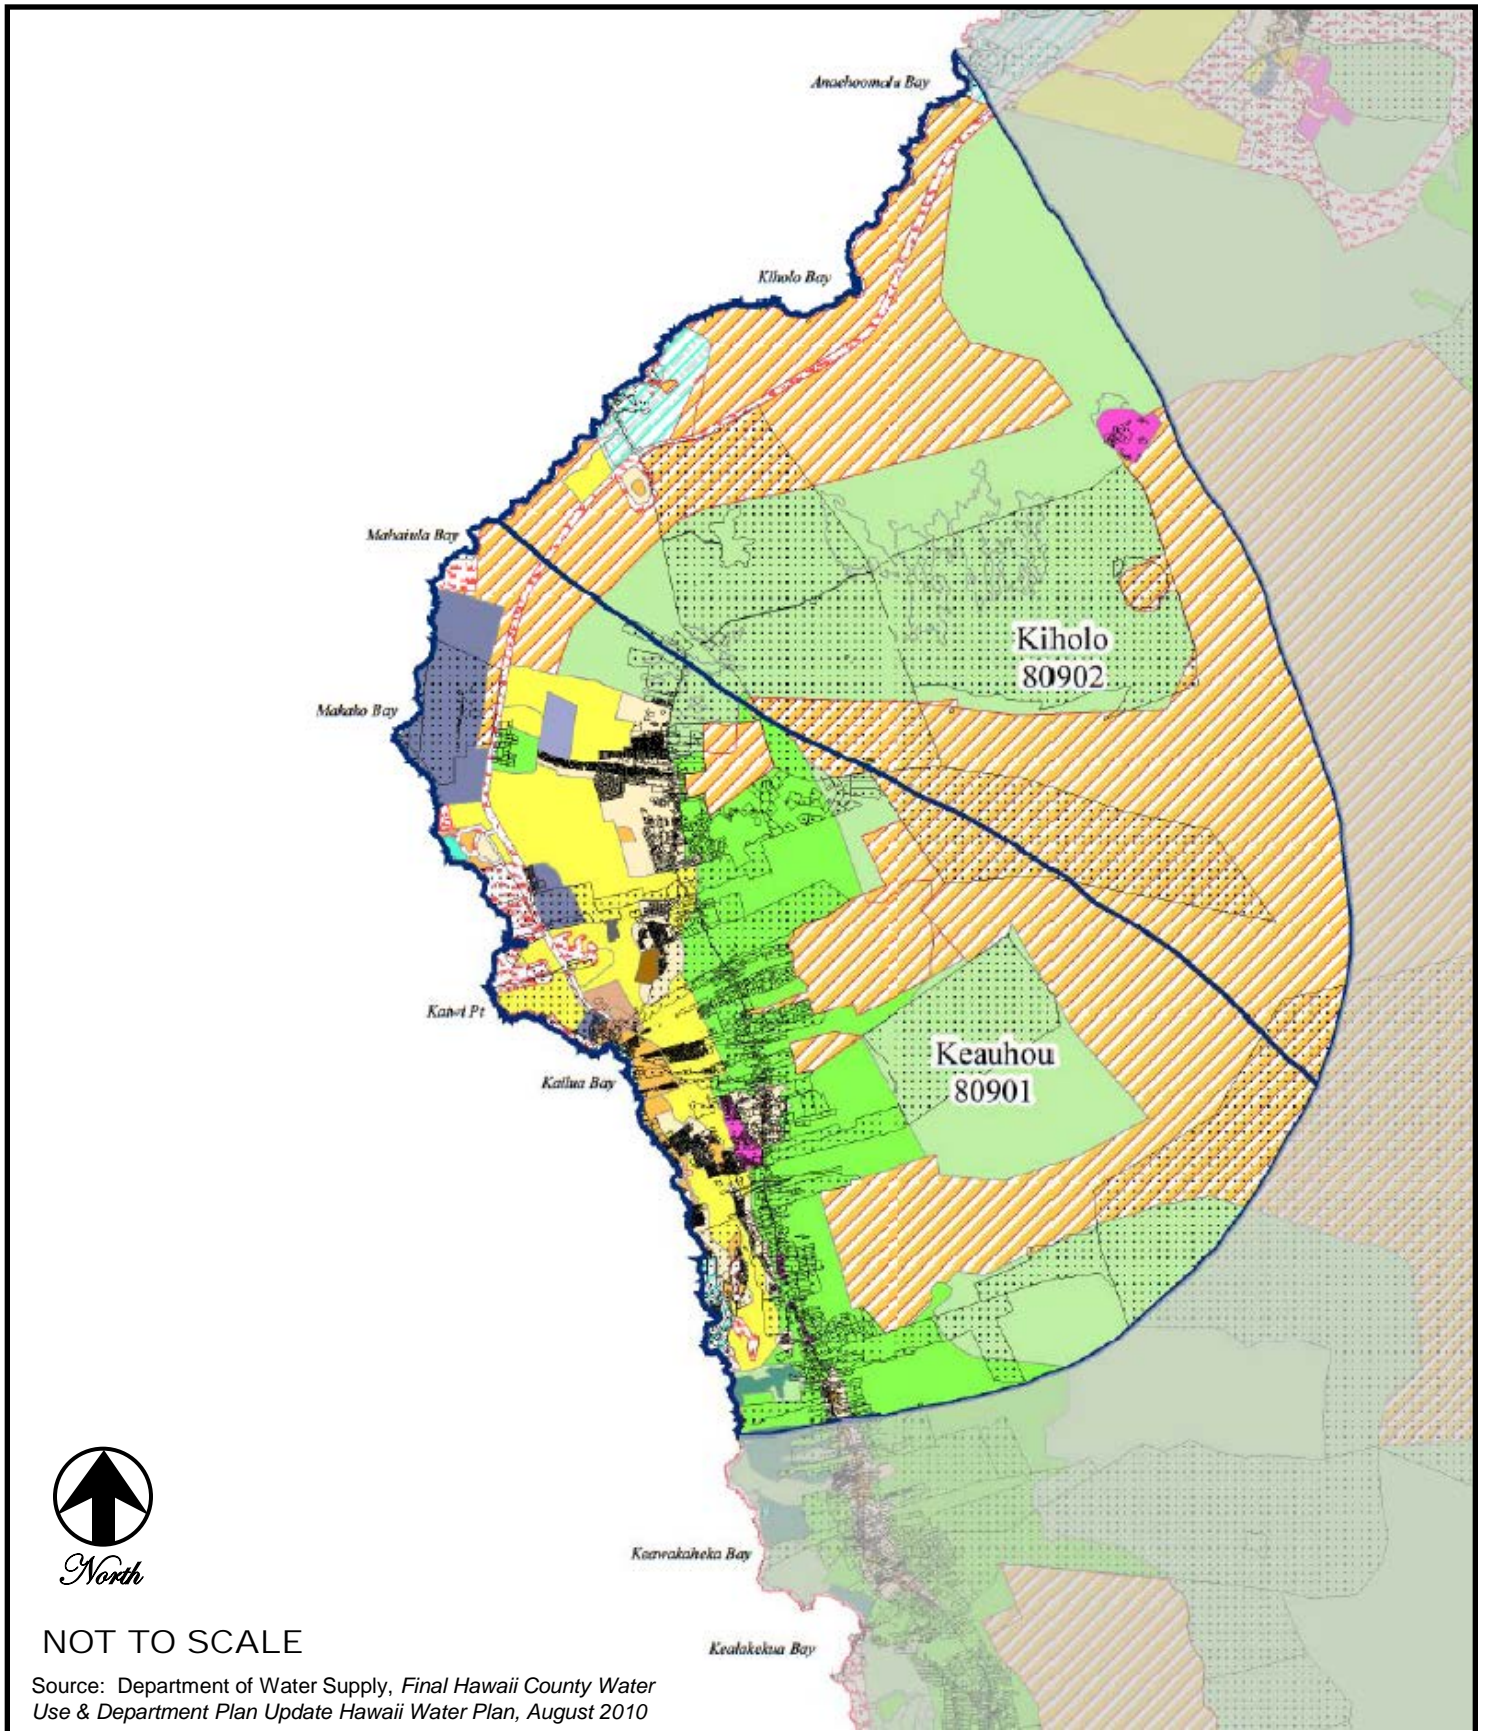 Anaehoomalu Bay
Kiholo Bay
Mahaiula Bay
Kiholo
80902
Makako Bay
Kaiwi Pt
Keauhou
80901
Kailua Bay
Keawakaheka Bay
Kealakekua Bay
North
NOT TO SCALE
Source: Department of Water Supply, Final Hawaii County Water
Use & Department Plan Update Hawaii Water Plan, August 2010